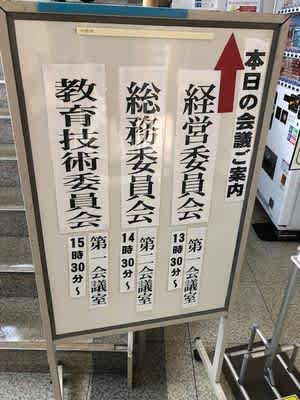 本日の会議ご案内
経営委員会
13時30分～
第一会議室
総務委員会
14時30分～
第二会議室
教育技術委員会
15時30分～
第一会議室